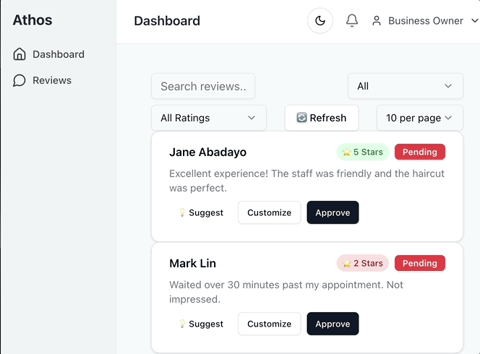 Athos
Dashboard
Business Owner
Dashboard
Reviews
Search reviews..
All
All Ratings
Refresh
10 per page
Jane Abadayo
5 Stars
Pending
Excellent experience! The staff was friendly and the haircut
was perfect.
Suggest
Customize
Approve
Mark Lin
2 Stars
Pending
Waited over 30 minutes past my appointment. Not
impressed.
Suggest
Customize
Approve